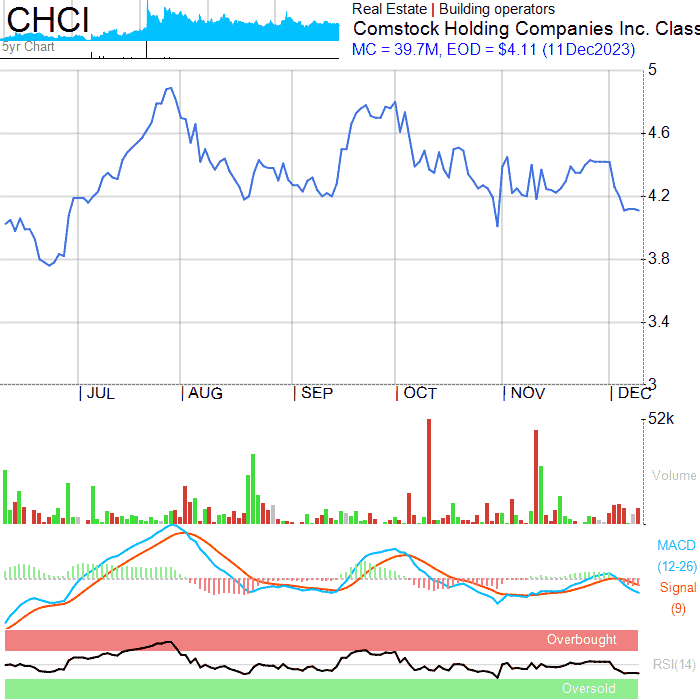 CHCI
5yr Chart
Real Estate | Building operators
Comstock Holding Companies Inc. Class
MC = 39.7M, EOD = $4.11 (11Dec2023)
5
4.6
4.2
3.8
3.4
3
| JUL | AUG | SEP | OCT | NOV | DEC
52k
Volume
MACD
(12-26)
Signal
(9)
Overbought
RSI(14)
Oversold